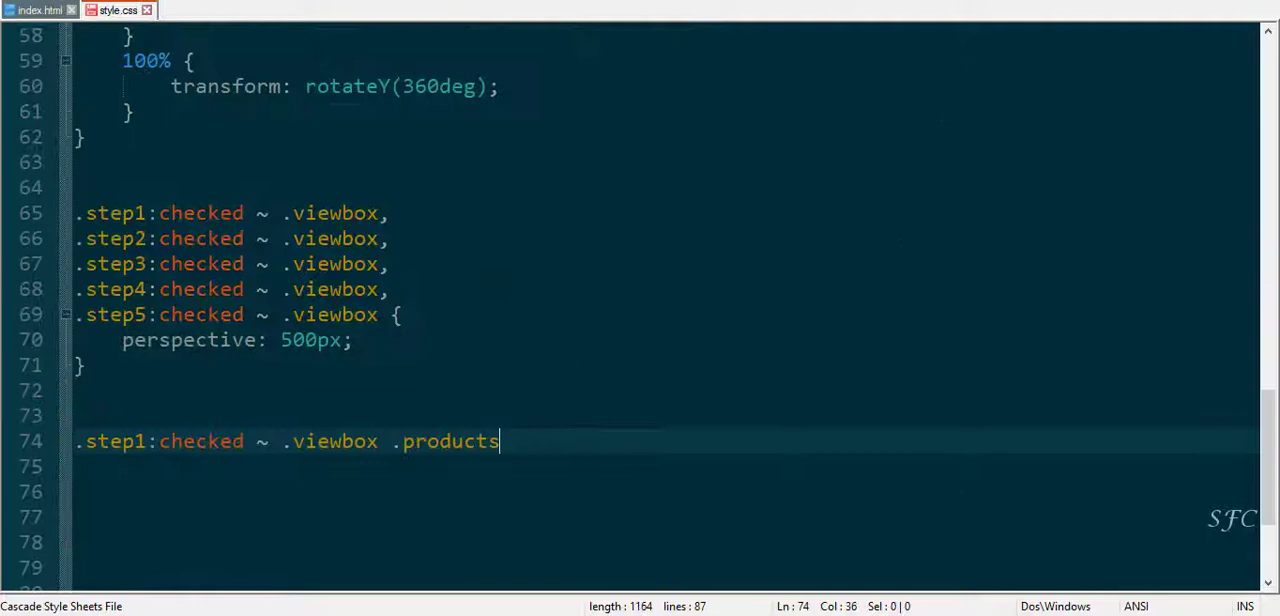 index.html style.css
58 }
59 100% {
60 transform: rotateY(360deg);
61 }
62 }
63
64
65 .step1:checked ~ .viewbox,
66 .step2:checked ~ .viewbox,
67 .step3:checked ~ .viewbox,
68 .step4:checked ~ .viewbox,
69 .step5:checked ~ .viewbox {
70 perspective: 500px;
71 }
72
73
74 .step1:checked ~ .viewbox .products
75
76
77
SFC
78
79
Cascade Style Sheets File length : 1164 lines : 87 Ln : 74 Col : 36 Sel : 0 | 0 Dos\Windows ANSI INS